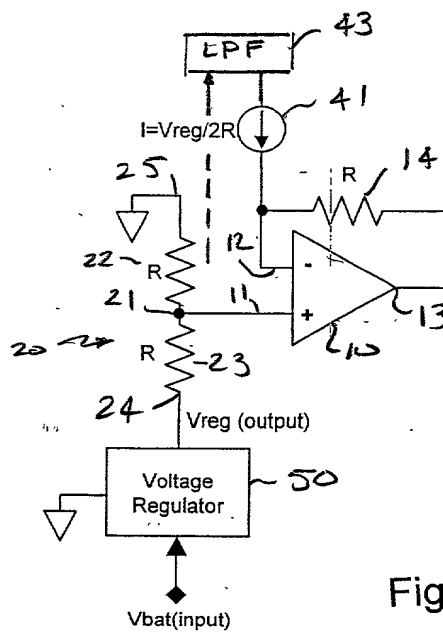 LPF 43
41
I=Vreg/2R
14
R
25
12
22 R
21 11
- +
13
20 10
R 23
24
Vreg (output)
Voltage
Regulator
50
Vbat(input)
Fig